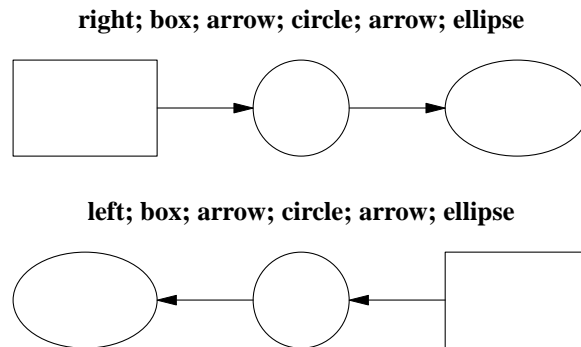 right; box; arrow; circle; arrow; ellipse
left; box; arrow; circle; arrow; ellipse